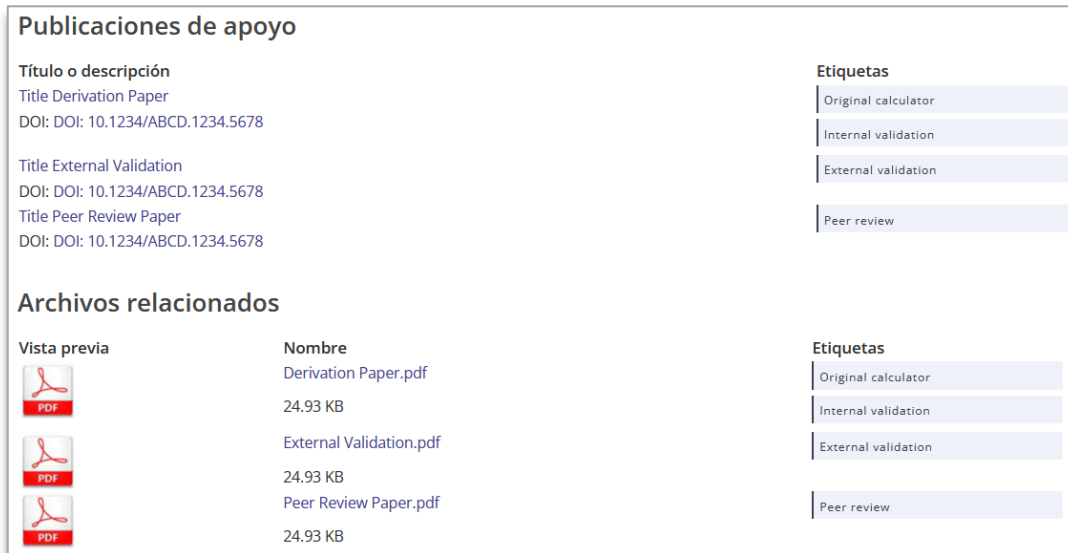 Publicaciones de apoyo
Título o descripción Etiquetas
Title Derivation Paper Original calculator
DOI: DOI: 10.1234/ABCD.1234.5678
Internal validation
Title External Validation External validation
DOI: DOI: 10.1234/ABCD.1234.5678
Title Peer Review Paper Peer review
DOI: DOI: 10.1234/ABCD.1234.5678
Archivos relacionados
Vista previa Nombre Etiquetas
Derivation Paper.pdf Original calculator
PDF 24.93 KB Internal validation
External Validation.pdf External validation
PDF 24.93 KB
Peer Review Paper.pdf Peer review
PDF 24.93 KB